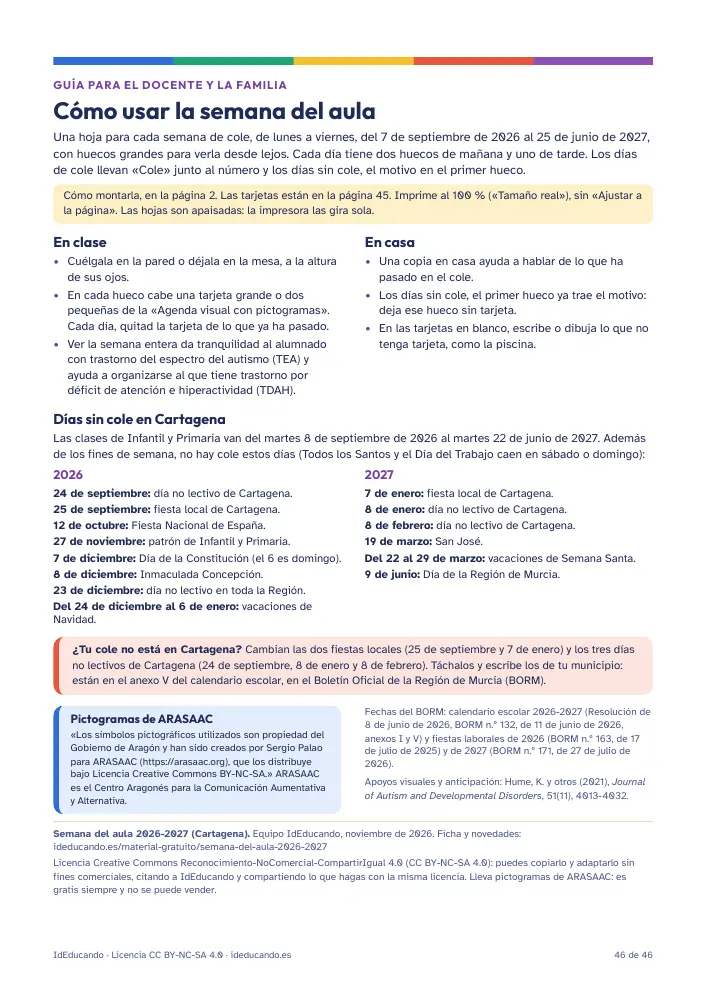 GUÍA PARA EL DOCENTE Y LA FAMILIA
Cómo usar la semana del aula
Una hoja para cada semana de cole, de lunes a viernes, del 7 de septiembre de 2026 al 25 de junio de 2027,
con huecos grandes para verla desde lejos. Cada día tiene dos huecos de mañana y uno de tarde. Los días
de cole llevan «Cole» junto al número y los días sin cole, el motivo en el primer hueco.
Cómo montarla, en la página 2. Las tarjetas están en la página 45. Imprime al 100 % («Tamaño real»), sin «Ajustar a
la página». Las hojas son apaisadas: la impresora las gira sola.
En clase
• Cuélgala en la pared o déjala en la mesa, a la altura
de sus ojos.
• En cada hueco cabe una tarjeta grande o dos
pequeñas de la «Agenda visual con pictogramas».
Cada día, quitad la tarjeta de lo que ya ha pasado.
• Ver la semana entera da tranquilidad al alumnado
con trastorno del espectro del autismo (TEA) y
ayuda a organizarse al que tiene trastorno por
déficit de atención e hiperactividad (TDAH).
En casa
• Una copia en casa ayuda a hablar de lo que ha
pasado en el cole.
• Los días sin cole, el primer hueco ya trae el motivo:
deja ese hueco sin tarjeta.
• En las tarjetas en blanco, escribe o dibuja lo que no
tenga tarjeta, como la piscina.
Días sin cole en Cartagena
Las clases de Infantil y Primaria van del martes 8 de septiembre de 2026 al martes 22 de junio de 2027. Además
de los fines de semana, no hay cole estos días (Todos los Santos y el Día del Trabajo caen en sábado o domingo):
2026
24 de septiembre: día no lectivo de Cartagena.
25 de septiembre: fiesta local de Cartagena.
12 de octubre: Fiesta Nacional de España.
27 de noviembre: patrón de Infantil y Primaria.
7 de diciembre: Día de la Constitución (el 6 es domingo).
8 de diciembre: Inmaculada Concepción.
23 de diciembre: día no lectivo en toda la Región.
Del 24 de diciembre al 6 de enero: vacaciones de
Navidad.
2027
7 de enero: fiesta local de Cartagena.
8 de enero: día no lectivo de Cartagena.
8 de febrero: día no lectivo de Cartagena.
19 de marzo: San José.
Del 22 al 29 de marzo: vacaciones de Semana Santa.
9 de junio: Día de la Región de Murcia.
¿Tu cole no está en Cartagena? Cambian las dos fiestas locales (25 de septiembre y 7 de enero) y los tres días
no lectivos de Cartagena (24 de septiembre, 8 de enero y 8 de febrero). Táchalos y escribe los de tu municipio:
están en el anexo V del calendario escolar, en el Boletín Oficial de la Región de Murcia (BORM).
Pictogramas de ARASAAC
«Los símbolos pictográficos utilizados son propiedad del
Gobierno de Aragón y han sido creados por Sergio Palao
para ARASAAC (https://arasaac.org), que los distribuye
bajo Licencia Creative Commons BY-NC-SA.» ARASAAC
es el Centro Aragonés para la Comunicación Aumentativa
y Alternativa.
Fechas del BORM: calendario escolar 2026-2027 (Resolución de
8 de junio de 2026, BORM n.º 132, de 11 de junio de 2026,
anexos I y V) y fiestas laborales de 2026 (BORM n.º 163, de 17
de julio de 2025) y de 2027 (BORM n.º 171, de 27 de julio de
2026).
Apoyos visuales y anticipación: Hume, K. y otros (2021), Journal
of Autism and Developmental Disorders, 51(11), 4013-4032.
Semana del aula 2026-2027 (Cartagena). Equipo IdEducando, noviembre de 2026. Ficha y novedades:
ideducando.es/material-gratuito/semana-del-aula-2026-2027
Licencia Creative Commons Reconocimiento-NoComercial-CompartirIgual 4.0 (CC BY-NC-SA 4.0): puedes copiarlo y adaptarlo sin
fines comerciales, citando a IdEducando y compartiendo lo que hagas con la misma licencia. Lleva pictogramas de ARASAAC: es
gratis siempre y no se puede vender.
IdEducando · Licencia CC BY-NC-SA 4.0 · ideducando.es
46 de 46